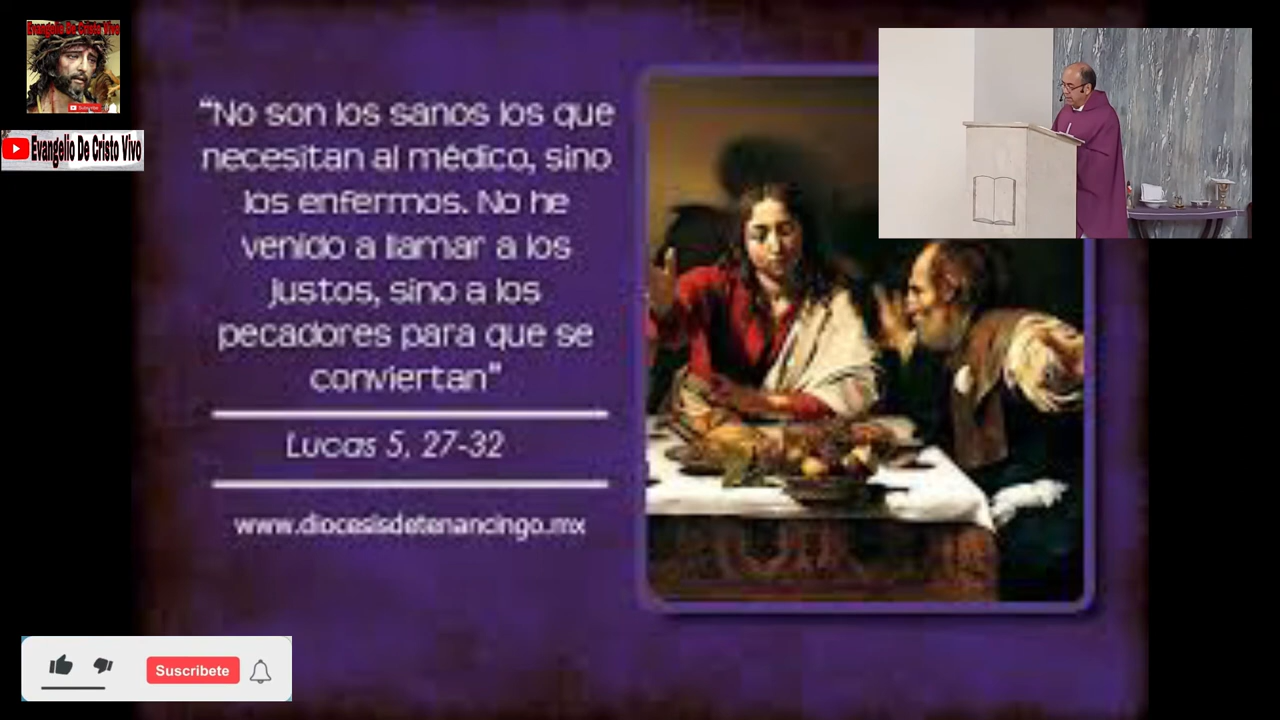 Evangelio De Cristo Vivo
Evangelio De Cristo Vivo
“No son los sanos los que
necesitan al médico, sino
los enfermos. No he
venido a llamar a los
justos, sino a los
pecadores para que se
conviertan”
Lucas 5, 27-32
www.diocesisdetenancingo.mx
Suscribete